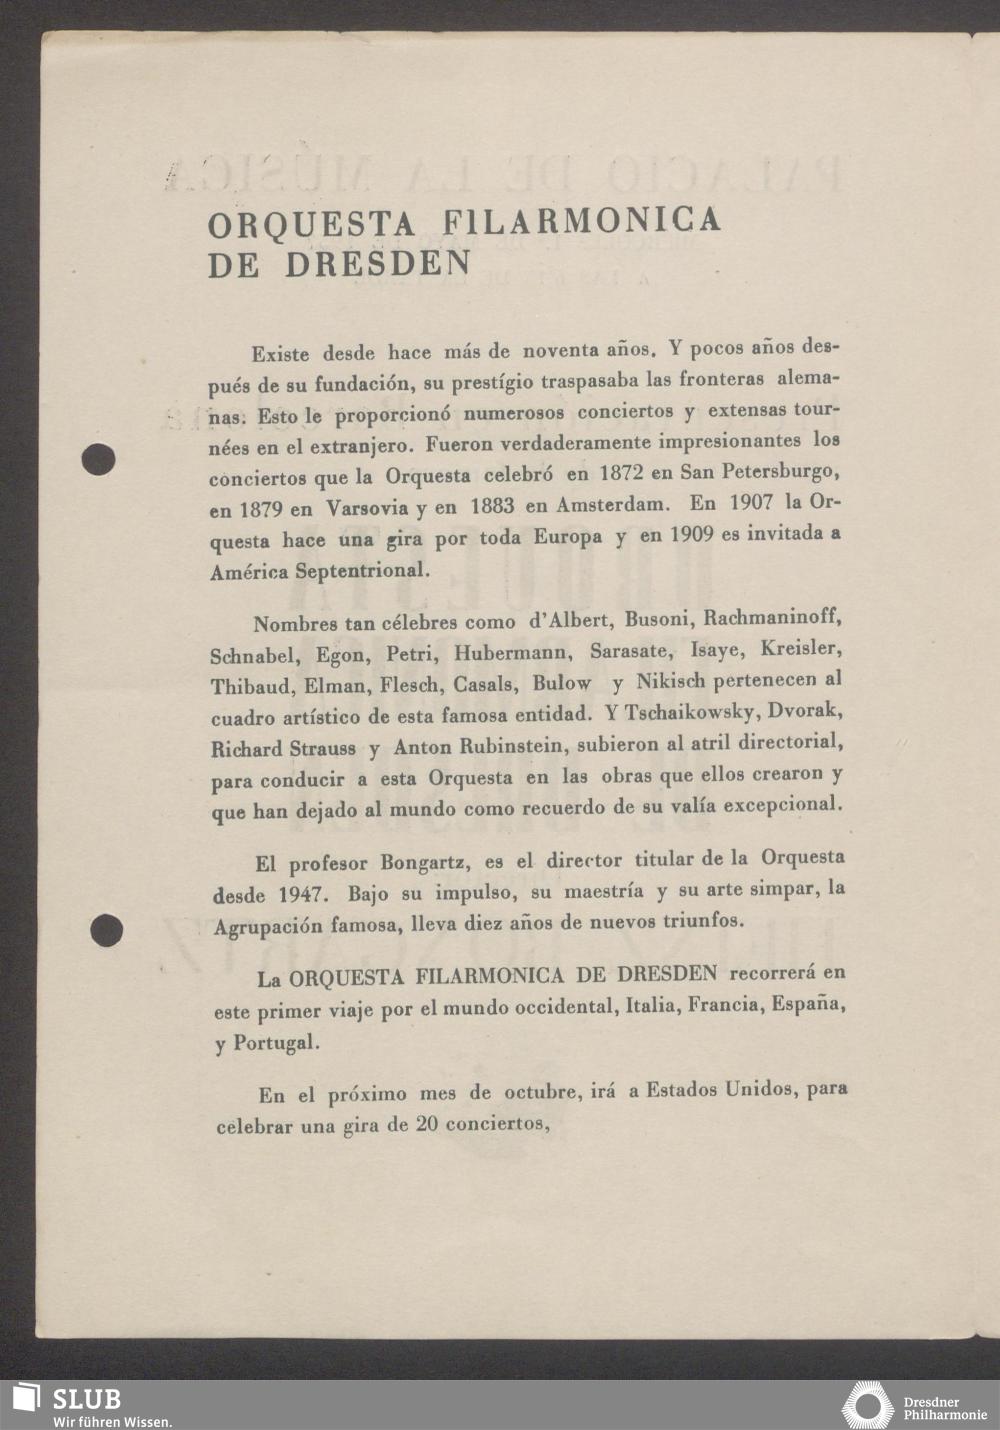 ORQUESTA FILARMONICA
DE DRESDEN
Existe desde hace más de noventa años. Y pocos años des-
pués de su fundación, su prestígio traspasaba las fronteras alema-
nas. Esto le proporcionó numerosos conciertos y extensas tour-
nées en el extranjero. Fueron verdaderamente impresionantes los
conciertos que la Orquesta celebró en 1872 en San Petersburgo,
en 1879 en Varsovia y en 1883 en Amsterdam. En 1907 la Or-
questa hace una gira por toda Europa y en 1909 es invitada a
América Septentrional.
Nombres tan célebres como d'Albert, Busoni, Rachmaninoff,
Schnabel, Egon, Petri, Hubermann, Sarasate, Isaye, Kreisler,
Thibaud, Elman, Flesch, Casals, Bulow y Nikisch pertenecen al
cuadro artístico de esta famosa entidad. Y Tschaikowsky, Dvorak,
Richard Strauss y Anton Rubinstein, subieron al atril directorial,
para conducir a esta Orquesta en las obras que ellos crearon y
que han dejado al mundo como recuerdo de su valía excepcional.
El profesor Bongartz, es el director titular de la Orquesta
desde 1947. Bajo su impulso, su maestría y su arte simpar, la
Agrupación famosa, lleva diez años de nuevos triunfos.
La ORQUESTA FILARMONICA DE DRESDEN recorrerá en
este primer viaje por el mundo occidental, Italia, Francia, España,
y Portugal.
En el próximo mes de octubre, irá a Estados Unidos, para
celebrar una gira de 20 conciertos,
SLUB
Wir führen Wissen.
Dresdner
Philharmonie